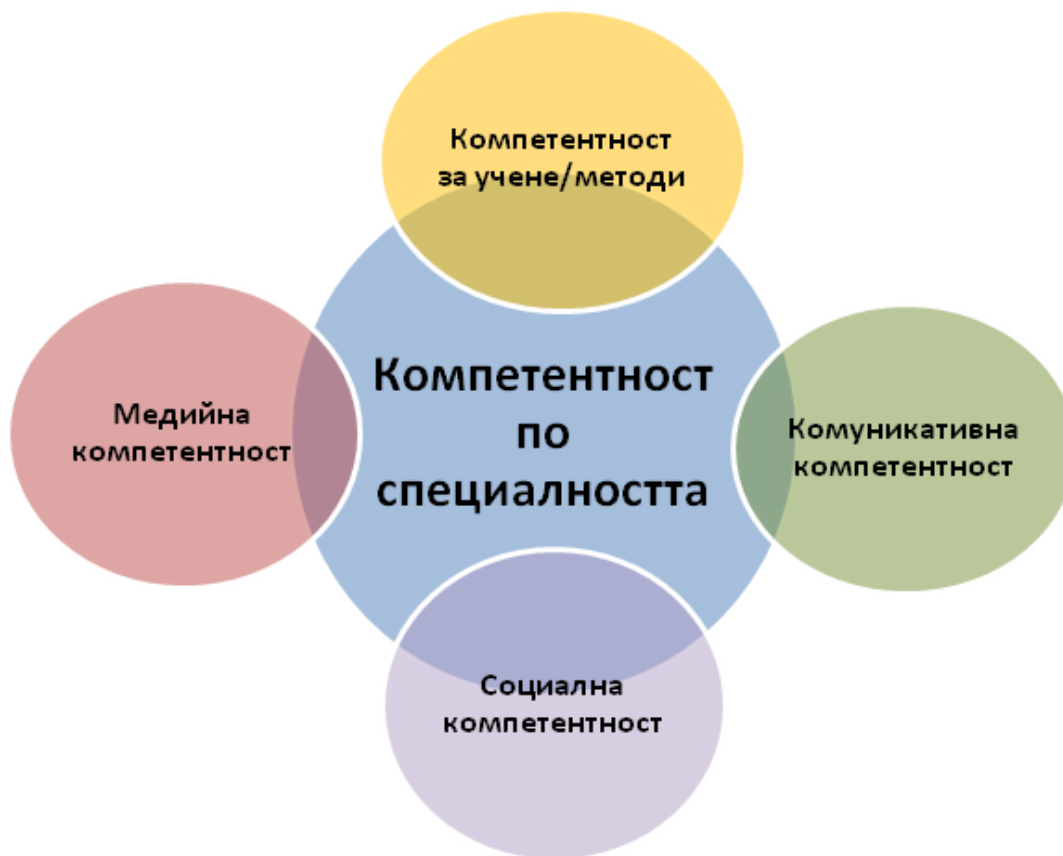 Компетентност
за учене/методи
Медийна
компетентност
Компетентност
по
специалността
Комуникативна
компетентност
Социална
компетентност